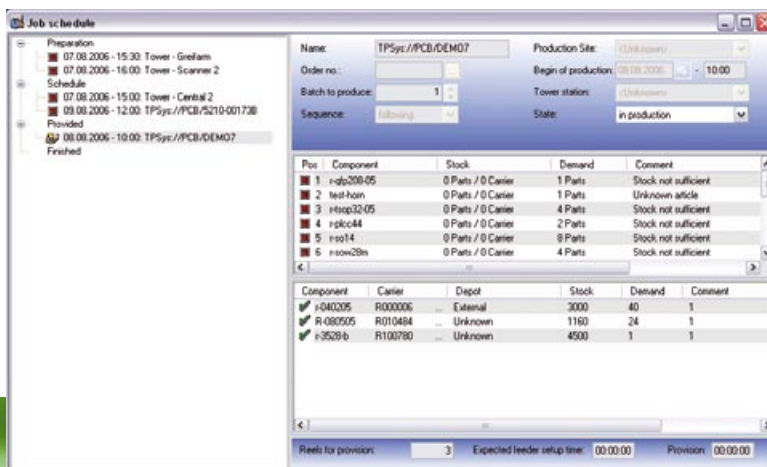 Job schedule
Preparation
07.08.2006 - 15:30: Tower - Greifarm
07.08.2006 - 16:00: Tower - Scanner 2
Schedule
07.08.2006 - 15:00: Tower - Central 2
09.08.2006 - 12:00: TPSys://PCB/5210-00173B
Provided
08.08.2006 - 10:00: TPSys://PCB/DEMO7
Finished
Name: TPSys://PCB/DEMO7 Production Site: <Unknown>
Order no.: ... Begin of production: 08.08.2006 - 10:00
Batch to produce: 1 Tower station: <Unknown>
Sequence: following State: in production
Pos Component Stock Demand Comment
1 r-qfp208-05 0 Parts / 0 Carrier 1 Parts Stock not sufficient
2 test-horn 0 Parts / 0 Carrier 1 Parts Unknown article
3 r-tsop32-05 0 Parts / 0 Carrier 4 Parts Stock not sufficient
4 r-plcc44 0 Parts / 0 Carrier 2 Parts Stock not sufficient
5 r-so14 0 Parts / 0 Carrier 8 Parts Stock not sufficient
6 r-sow28m 0 Parts / 0 Carrier 4 Parts Stock not sufficient
Component Carrier Depot Stock Demand Comment
r-040205 R000006 ... External 3000 40 1
R-080505 R010484 ... Unknown 1160 24 1
r-3528-b R100780 ... Unknown 4500 1 1
Reels for provision: 3 Expected feeder setup time: 00:00:00 Provision: 00:00:00